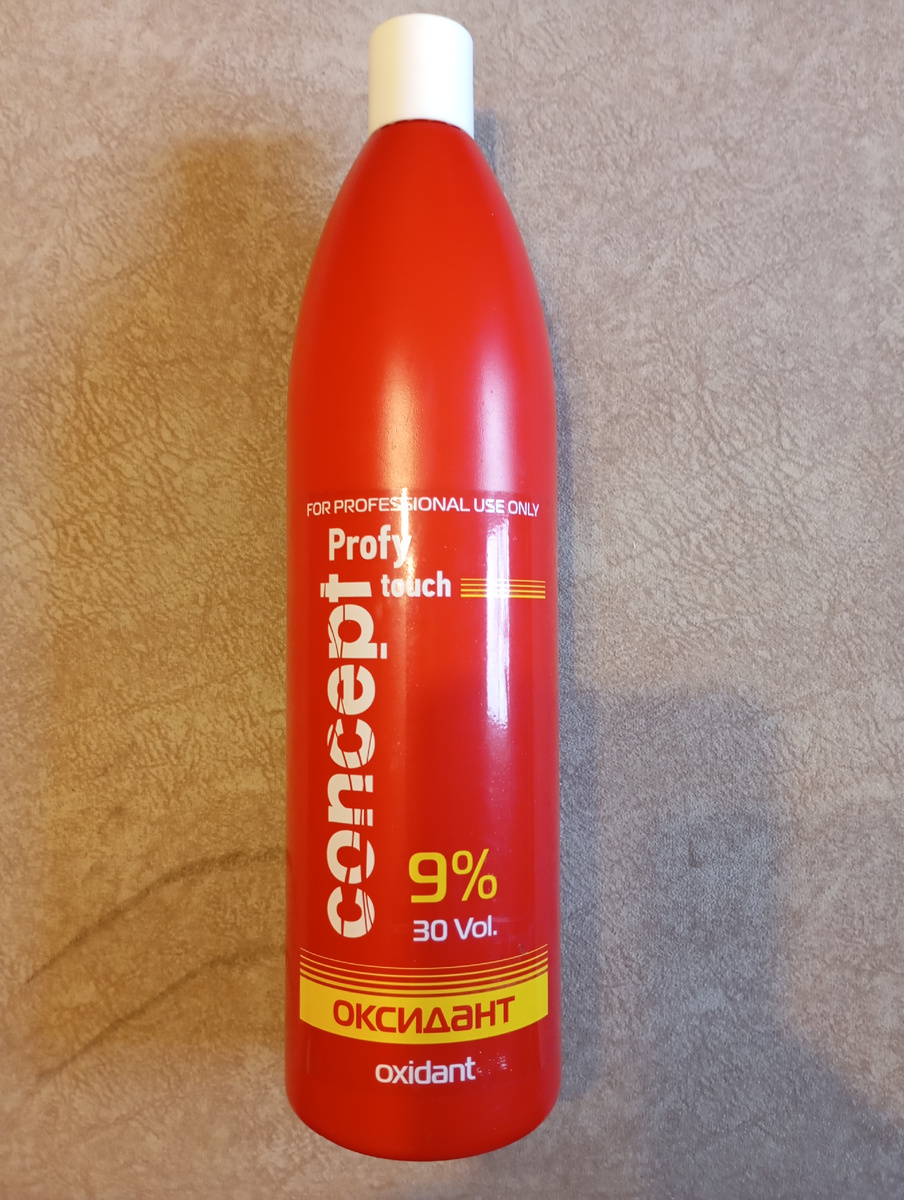 FOR PROFESSIONAL USE ONLY
Profy
touch
concept
9%
30 Vol.
оксидант
oxidant